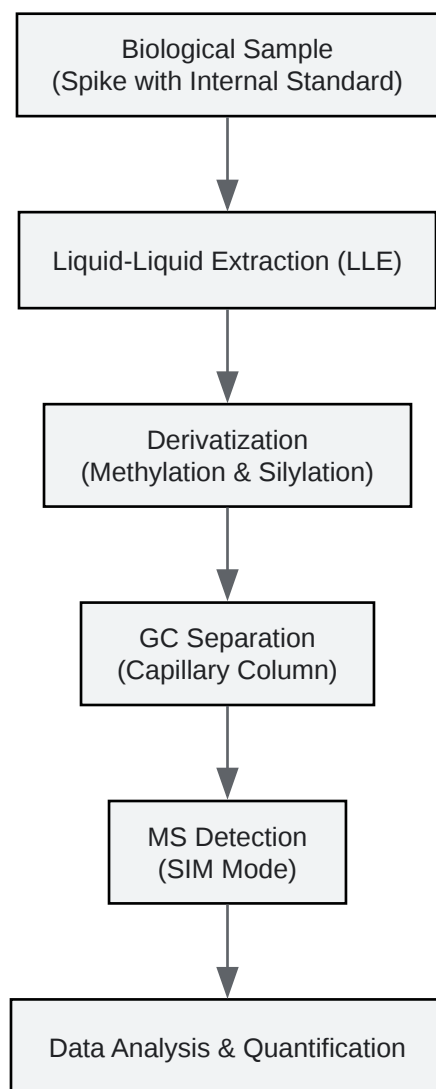 Biological Sample
(Spike with Internal Standard)
Liquid-Liquid Extraction (LLE)
Derivatization
(Methylation & Silylation)
GC Separation
(Capillary Column)
MS Detection
(SIM Mode)
Data Analysis & Quantification